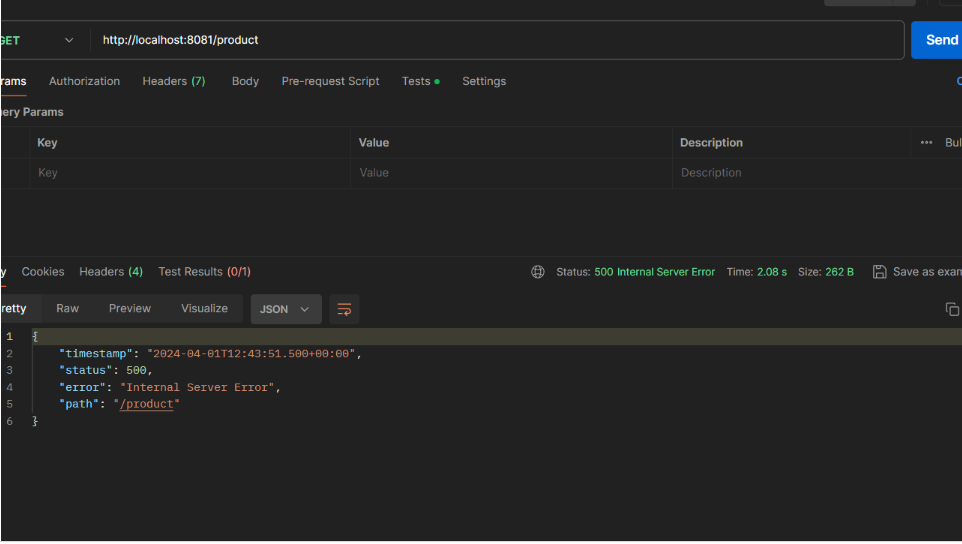 GET http://localhost:8081/product Send
rams Authorization Headers (7) Body Pre-request Script Tests Settings
ery Params
Key Value Description ••• Bul
Key Value Description
y Cookies Headers (4) Test Results (0/1) Status: 500 Internal Server Error Time: 2.08 s Size: 262 B Save as exan
retty Raw Preview Visualize JSON
1 {
2 "timestamp": "2024-04-01T12:43:51.500+00:00",
3 "status": 500,
4 "error": "Internal Server Error",
5 "path": "/product"
6 }